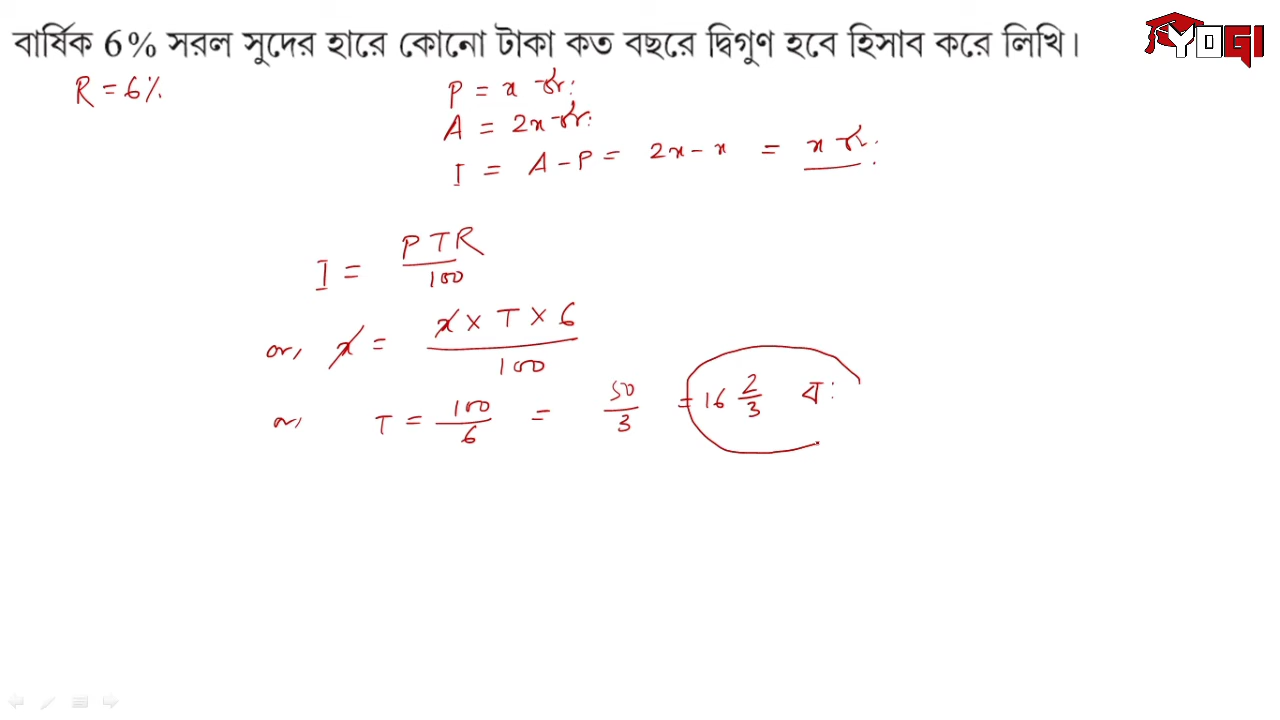 বার্ষিক 6% সরল সুদের হারে কোনো টাকা কত বছরে দ্বিগুণ হবে হিসাব করে লিখি।
YOGI
R = 6%
P = x টা:
A = 2x টা:
I = A - P = 2x - x = x টা:
I = PTR/100
or, x = x × T × 6/100
or, T = 100/6 = 50/3 = 16 2/3 ব: